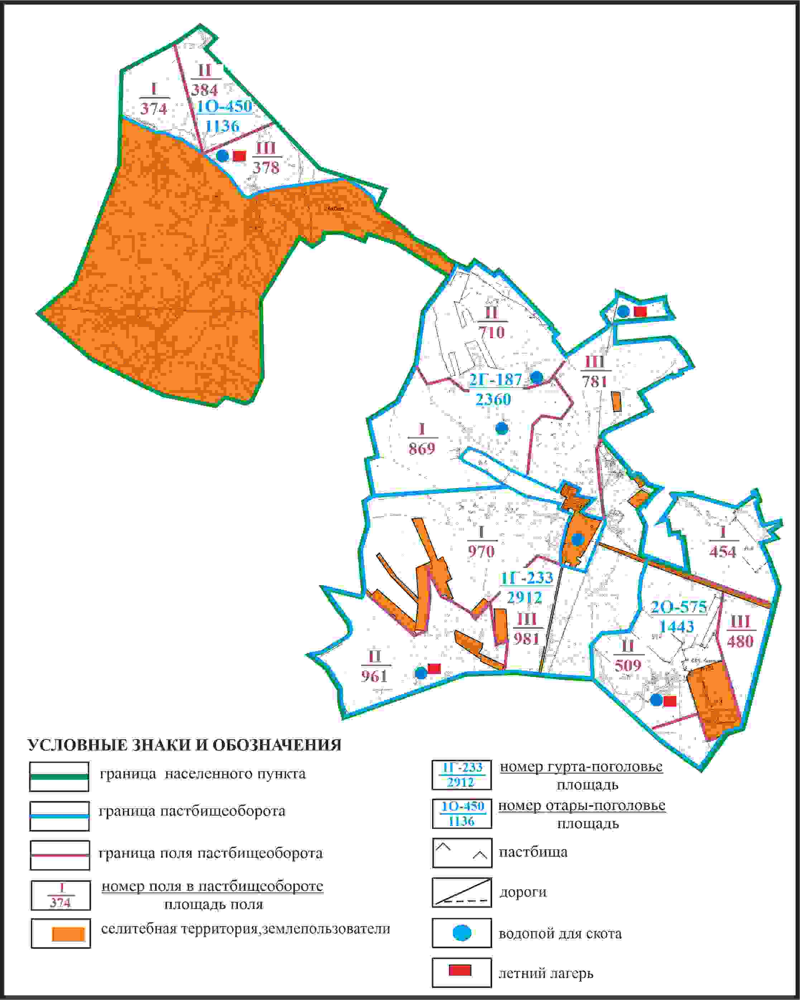 II
384
I
374
1О-450
1136
III
378
Акбит
II
710
III
781
2Г-187
2360
I
869
I
970
I
454
1Г-233
2912
2О-575
1443
III
981
III
480
II
509
II
961
УСЛОВНЫЕ ЗНАКИ И ОБОЗНАЧЕНИЯ
граница населенного пункта
граница пастбищеоборота
граница поля пастбищеоборота
I
374
номер поля в пастбищеобороте
площадь поля
селитебная территория,землепользователи
1Г-233
2912
номер гурта-поголовье
площадь
1О-450
1136
номер отары-поголовье
площадь
пастбища
дороги
водопой для скота
летний лагерь